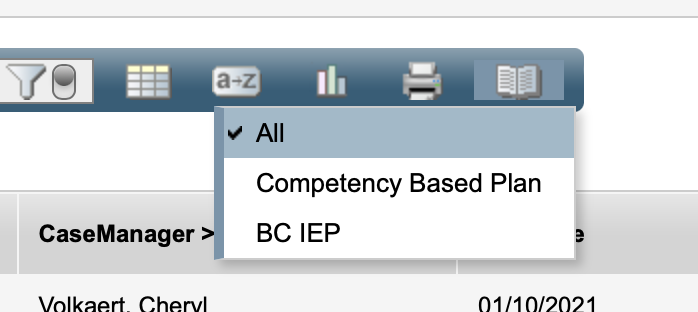 a-z
All
Competency Based Plan
BC IEP
CaseManager >
e
Volkaert, Cheryl
01/10/2021